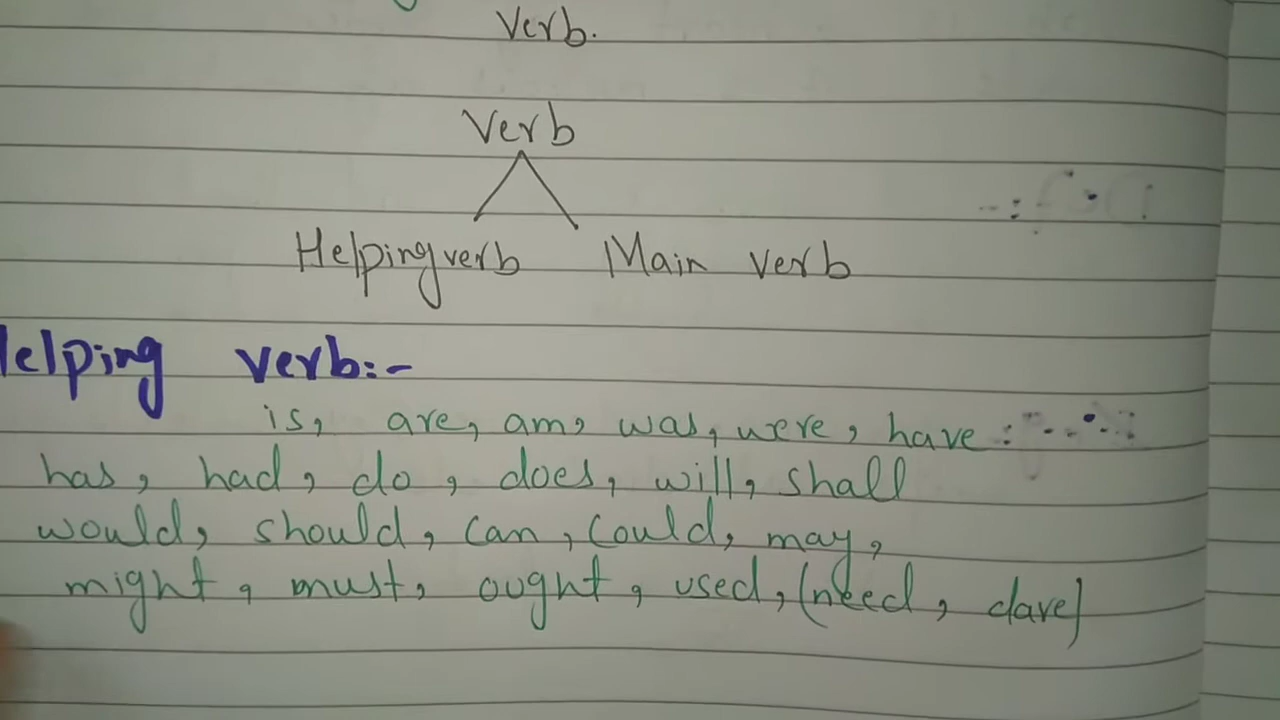 Verb.
Verb
Helping verb Main verb
Helping verb:-
is, are, am, was, were, have
has, had, do, does, will, shall
would, should, can, could, may,
might, must, ought, used, (need, dare)